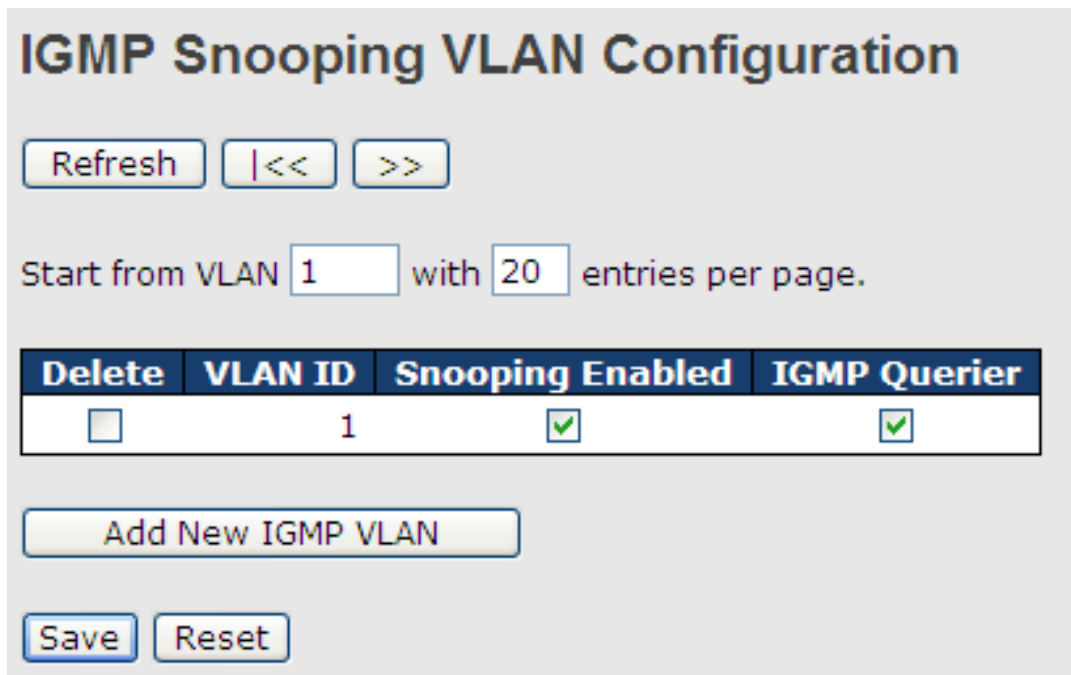 IGMP Snooping VLAN Configuration
Refresh |<< >>
Start from VLAN 1 with 20 entries per page.
Delete VLAN ID Snooping Enabled IGMP Querier
1
Add New IGMP VLAN
Save Reset